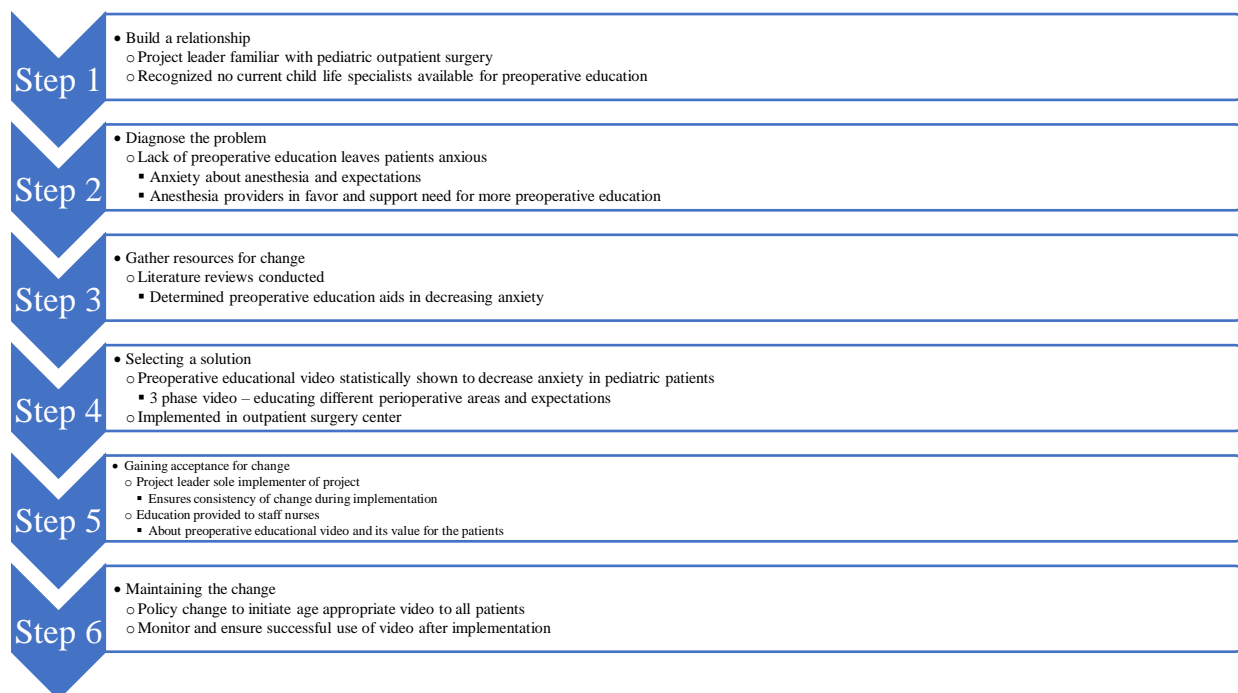 Step 1
• Build a relationship
o Project leader familiar with pediatric outpatient surgery
o Recognized no current child life specialists available for preoperative education
Step 2
• Diagnose the problem
o Lack of preoperative education leaves patients anxious
▪ Anxiety about anesthesia and expectations
▪ Anesthesia providers in favor and support need for more preoperative education
Step 3
• Gather resources for change
o Literature reviews conducted
▪ Determined preoperative education aids in decreasing anxiety
Step 4
• Selecting a solution
o Preoperative educational video statistically shown to decrease anxiety in pediatric patients
▪ 3 phase video – educating different perioperative areas and expectations
o Implemented in outpatient surgery center
Step 5
• Gaining acceptance for change
o Project leader sole implementer of project
▪ Ensures consistency of change during implementation
o Education provided to staff nurses
▪ About preoperative educational video and its value for the patients
Step 6
• Maintaining the change
o Policy change to initiate age appropriate video to all patients
o Monitor and ensure successful use of video after implementation